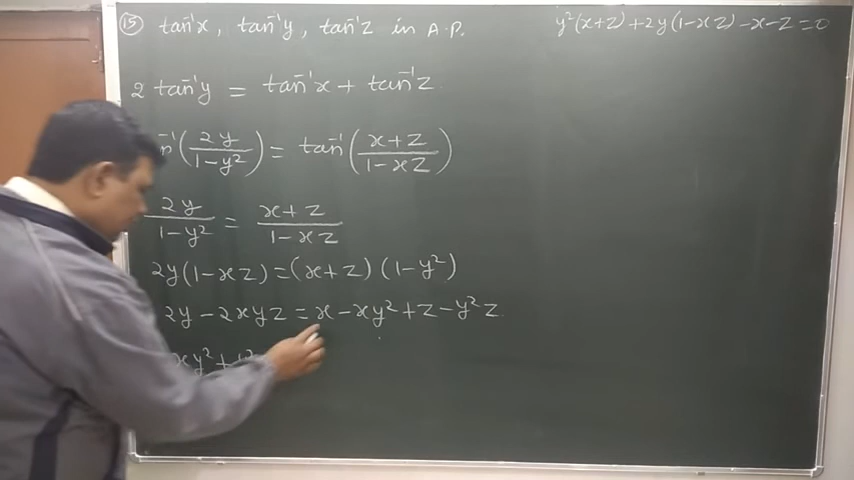 (15) tan⁻¹x , tan⁻¹y , tan⁻¹z in A.P.
y²(x+z)+2y(1-xz)-x-z=0
2 tan⁻¹y = tan⁻¹x + tan⁻¹z
(2y/1-y²) = tan⁻¹(x+z/1-xz)
2y/1-y² = x+z/1-xz
2y(1-xz)=(x+z)(1-y²)
2y-2xyz=x-xy²+z-y²z
xy²+